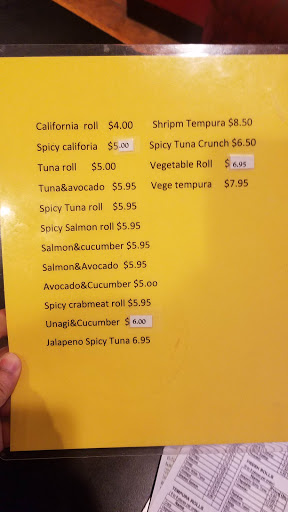 California roll $4.00
Spicy califoria $5.00
Tuna roll $5.00
Tuna&avocado $5.95
Spicy Tuna roll $5.95
Spicy Salmon roll $5.95
Salmon&cucumber $5.95
Salmon&Avocado $5.95
Avocado&Cucumber $5.oo
Spicy crabmeat roll $5.95
Unagi&Cucumber $6.00
Jalapeno Spicy Tuna 6.95
Shripm Tempura $8.50
Spicy Tuna Crunch $6.50
Vegetable Roll $6.95
Vege tempura $7.95
TEMPURA ROLLS